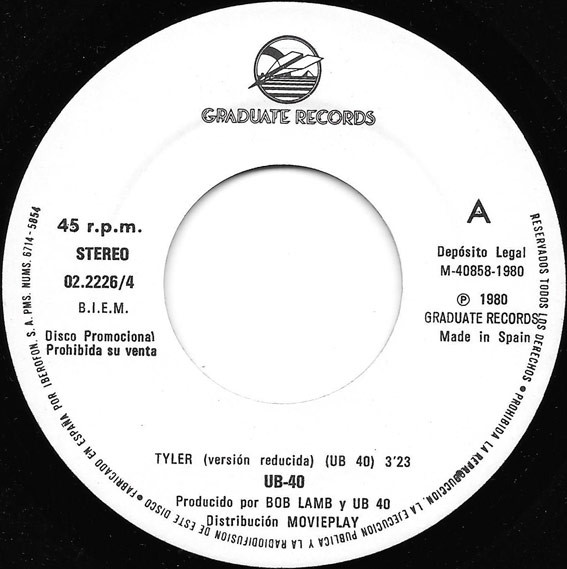 GRADUATE RECORDS
45 r.p.m.
STEREO
02.2226/4
B.I.E.M.
Disco Promocional
Prohibida su venta
A
Depósito Legal
M-40858-1980
Ⓟ 1980
GRADUATE RECORDS
Made in Spain
TYLER (versión reducida) (UB 40) 3'23
UB-40
Producido por BOB LAMB y UB 40
Distribución MOVIEPLAY
RESERVADOS TODOS LOS DERECHOS • PROHIBIDA LA REPRODUCCION, LA EJECUCION PUBLICA Y LA RADIODIFUSION DE ESTE DISCO • FABRICADO EN ESPAÑA POR IBEROFON, S. A. PMS. NUMS. 6714 - 5854